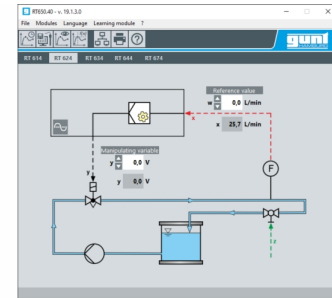 RT650.40 - v. 19.1.3.0
File Modules Language Learning module ?
gunt
RT 614 RT 624 RT 634 RT 644 RT 674
Reference value
w 0,0 L/min
x x 25,7 L/min
Manipulating variable
y 0,0 V
y y 0,0 V
F
z